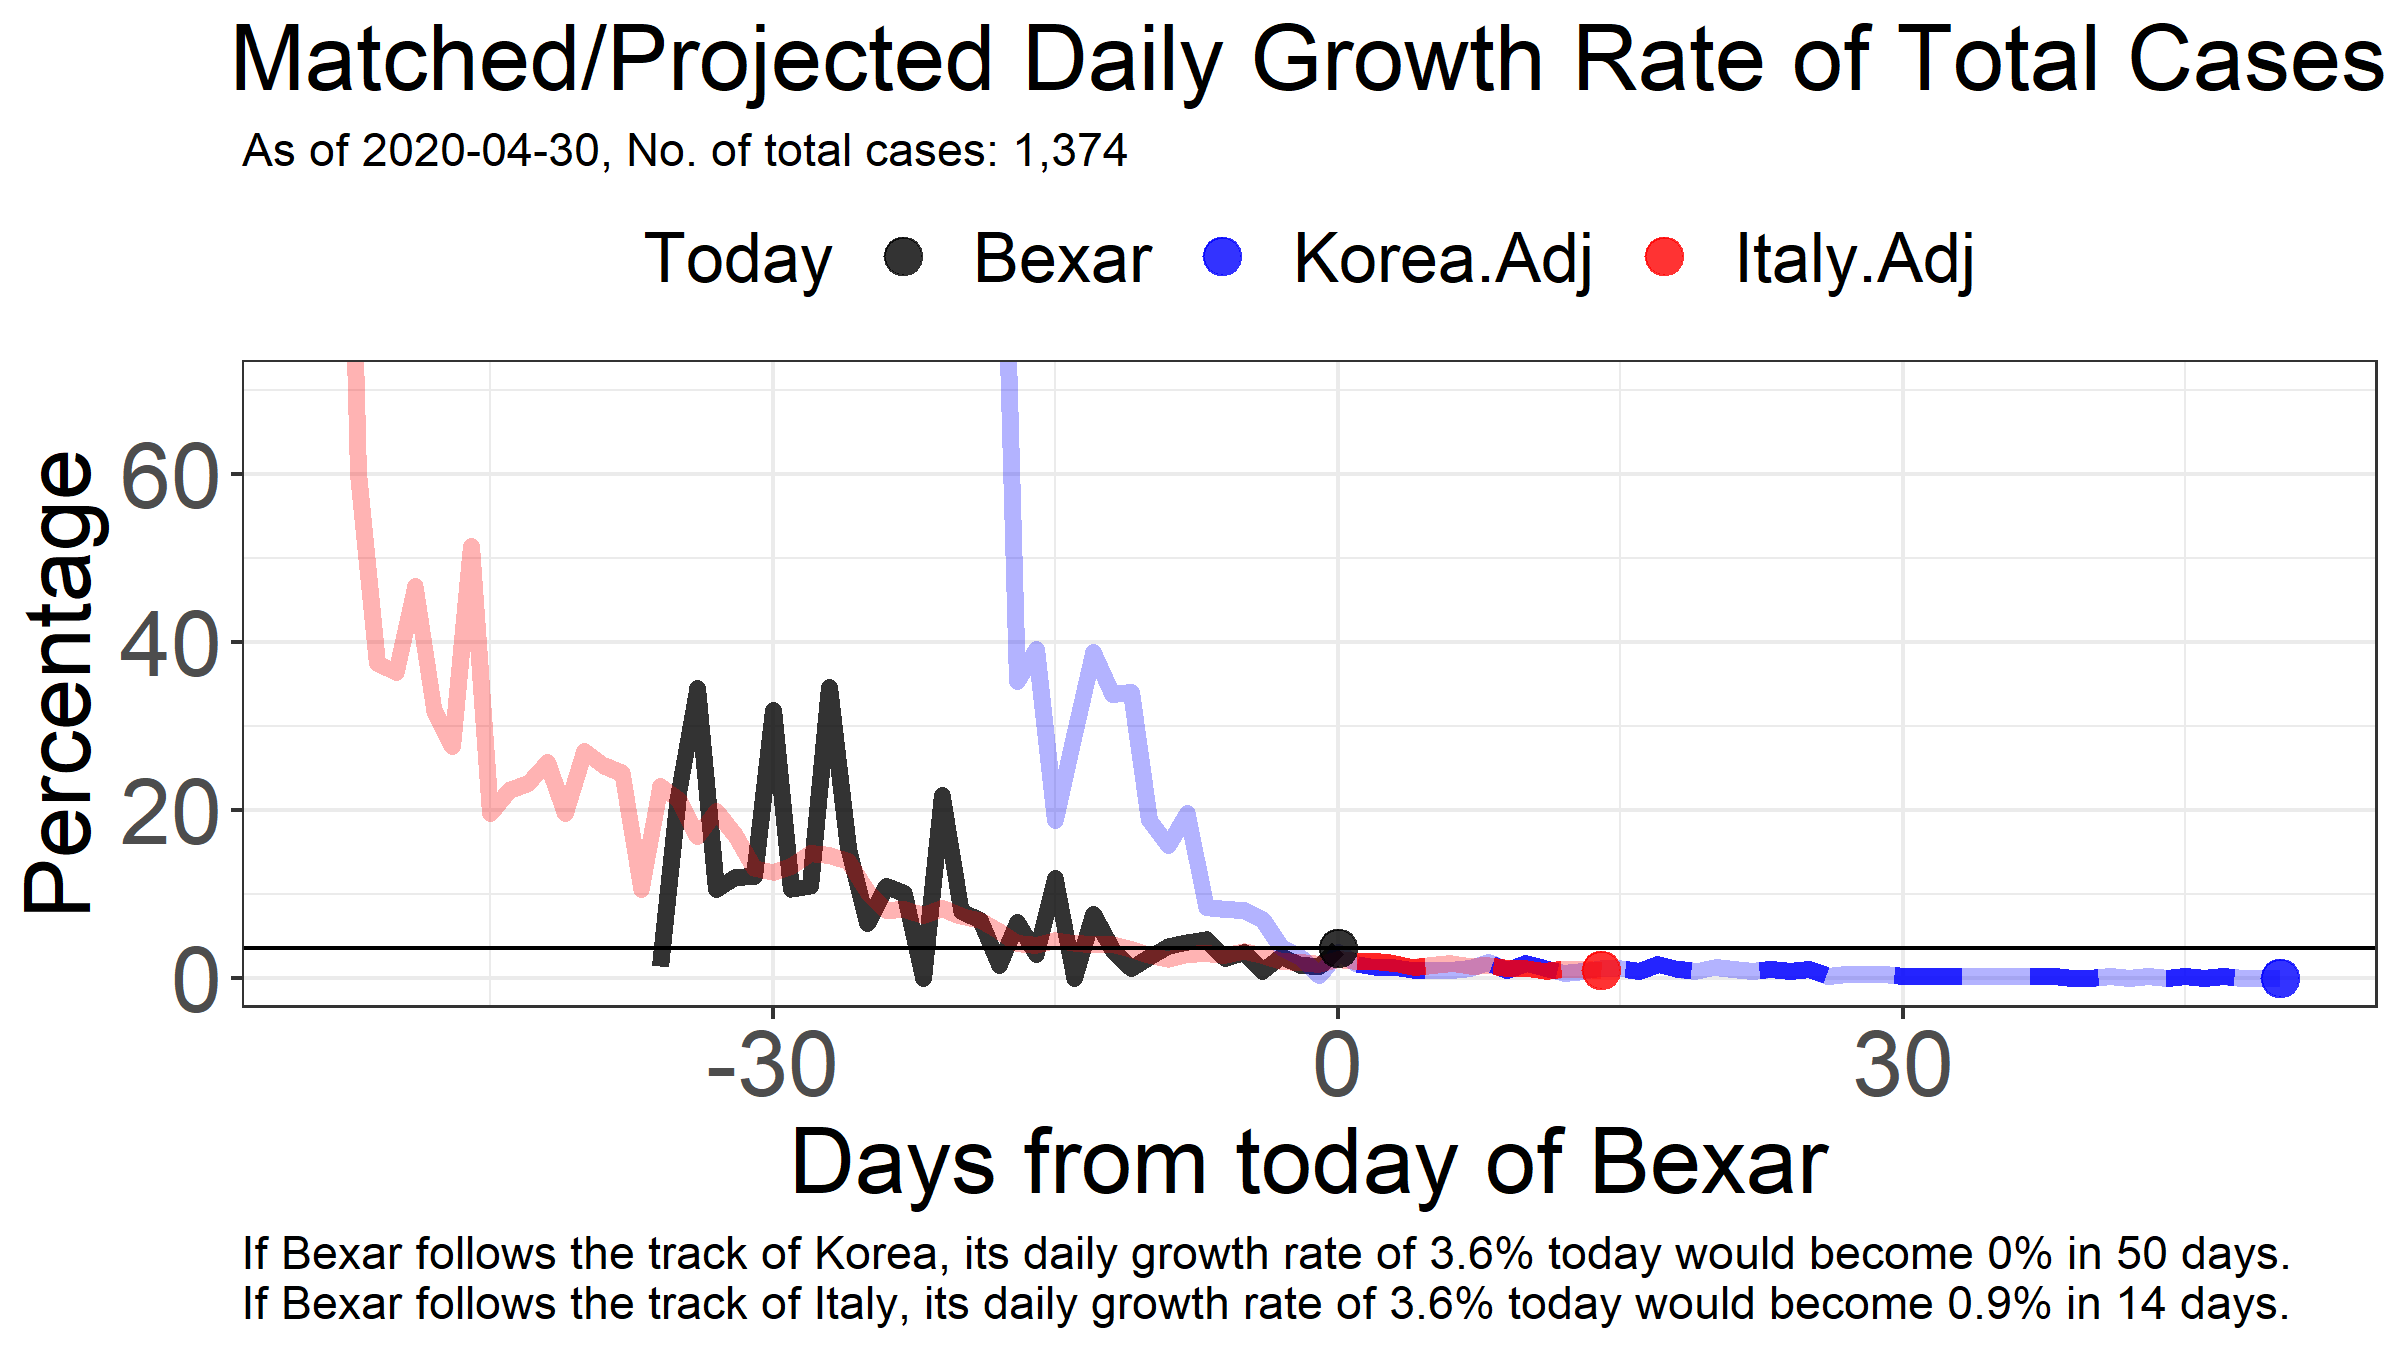 Matched/Projected Daily Growth Rate of Total Cases
As of 2020-04-30, No. of total cases: 1,374
Today Bexar Korea.Adj Italy.Adj
Percentage
60
40
20
0
-30 0 30
Days from today of Bexar
If Bexar follows the track of Korea, its daily growth rate of 3.6% today would become 0% in 50 days.
If Bexar follows the track of Italy, its daily growth rate of 3.6% today would become 0.9% in 14 days.